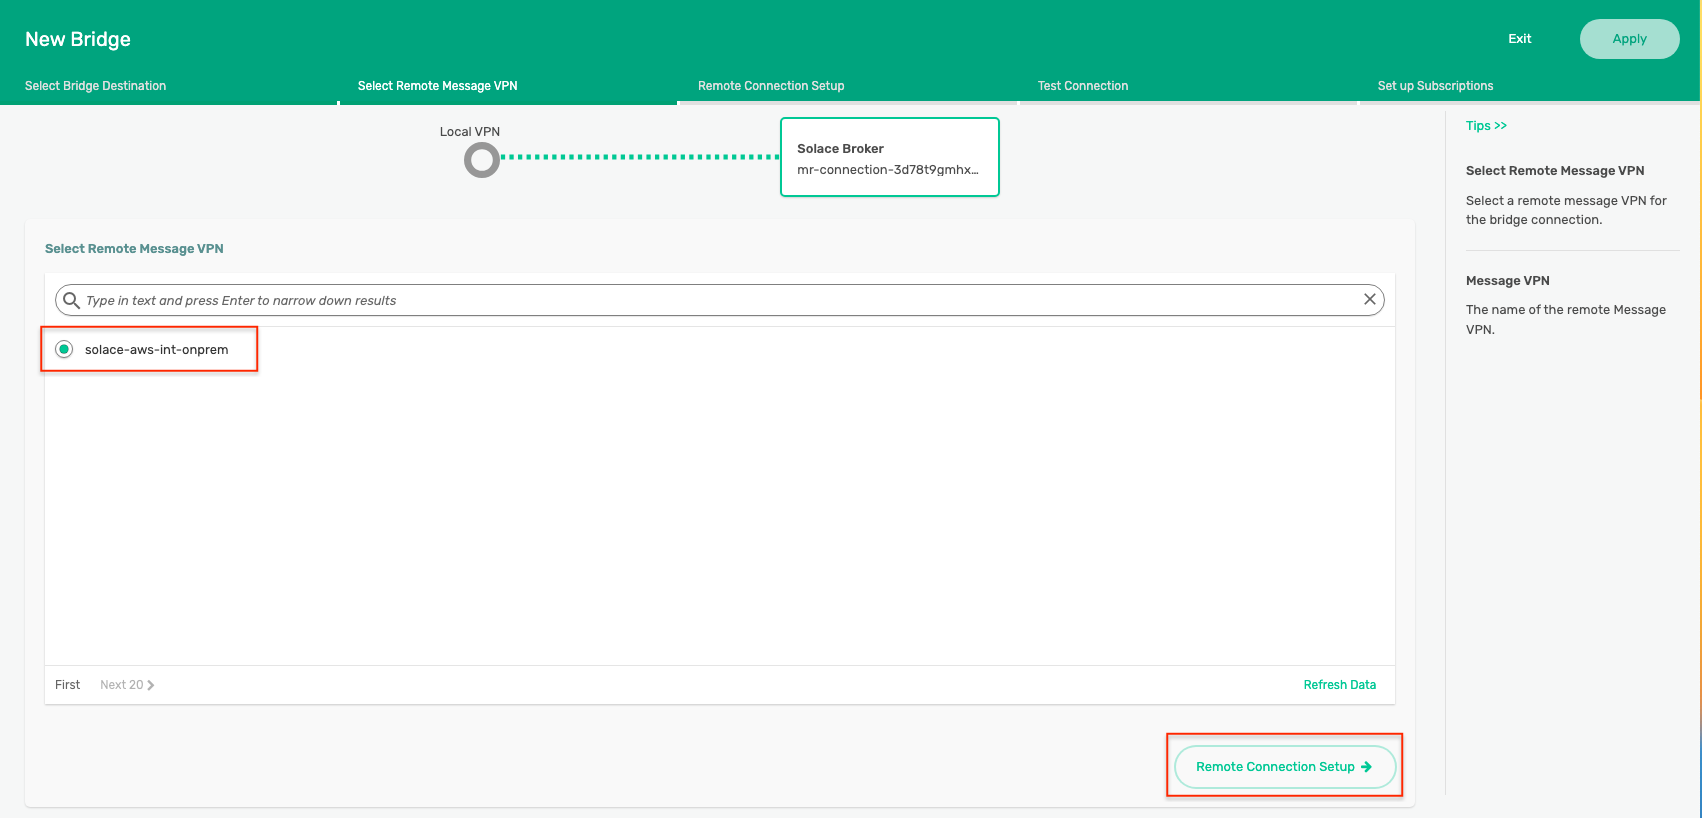 New Bridge
Exit
Apply
Select Bridge Destination
Select Remote Message VPN
Remote Connection Setup
Test Connection
Set up Subscriptions
Local VPN
Solace Broker
mr-connection-3d78t9gmhx...
Select Remote Message VPN
Type in text and press Enter to narrow down results
solace-aws-int-onprem
First
Next 20
Refresh Data
Remote Connection Setup
Tips >>
Select Remote Message VPN
Select a remote message VPN for
the bridge connection.
Message VPN
The name of the remote Message
VPN.